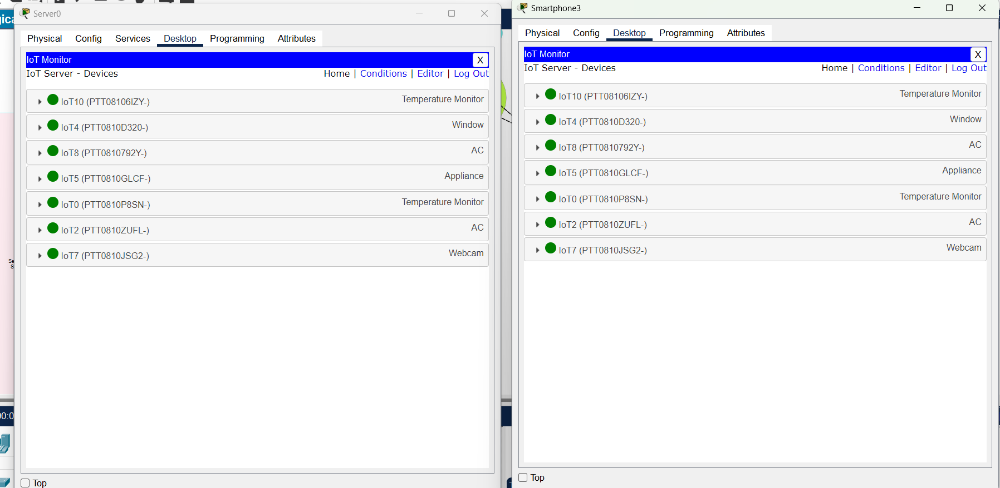 Server0
Physical Config Services Desktop Programming Attributes
IoT Monitor X
IoT Server - Devices Home | Conditions | Editor | Log Out
IoT10 (PTT08106IZY-) Temperature Monitor
IoT4 (PTT0810D320-) Window
IoT8 (PTT0810792Y-) AC
IoT5 (PTT0810GLCF-) Appliance
IoT0 (PTT0810P8SN-) Temperature Monitor
IoT2 (PTT0810ZUFL-) AC
IoT7 (PTT0810JSG2-) Webcam
Top
Smartphone3
Physical Config Desktop Programming Attributes
IoT Monitor X
IoT Server - Devices Home | Conditions | Editor | Log Out
IoT10 (PTT08106IZY-) Temperature Monitor
IoT4 (PTT0810D320-) Window
IoT8 (PTT0810792Y-) AC
IoT5 (PTT0810GLCF-) Appliance
IoT0 (PTT0810P8SN-) Temperature Monitor
IoT2 (PTT0810ZUFL-) AC
IoT7 (PTT0810JSG2-) Webcam
Top